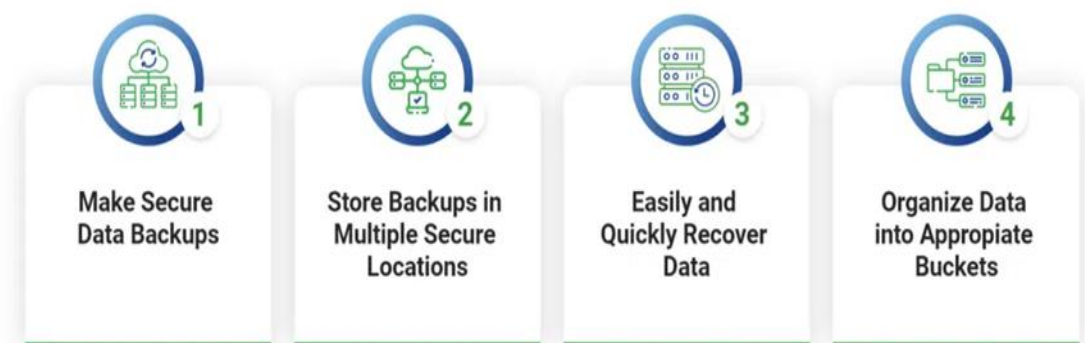 1
Make Secure
Data Backups
2
Store Backups in
Multiple Secure
Locations
3
Easily and
Quickly Recover
Data
4
Organize Data
into Appropiate
Buckets